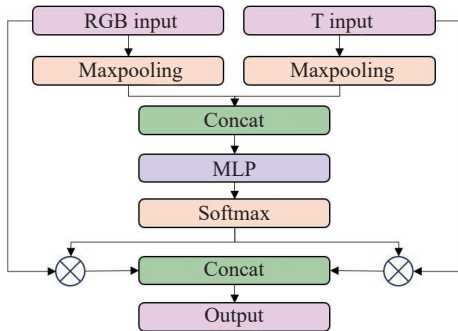 RGB input
T input
Maxpooling
Maxpooling
Concat
MLP
Softmax
Concat
Output